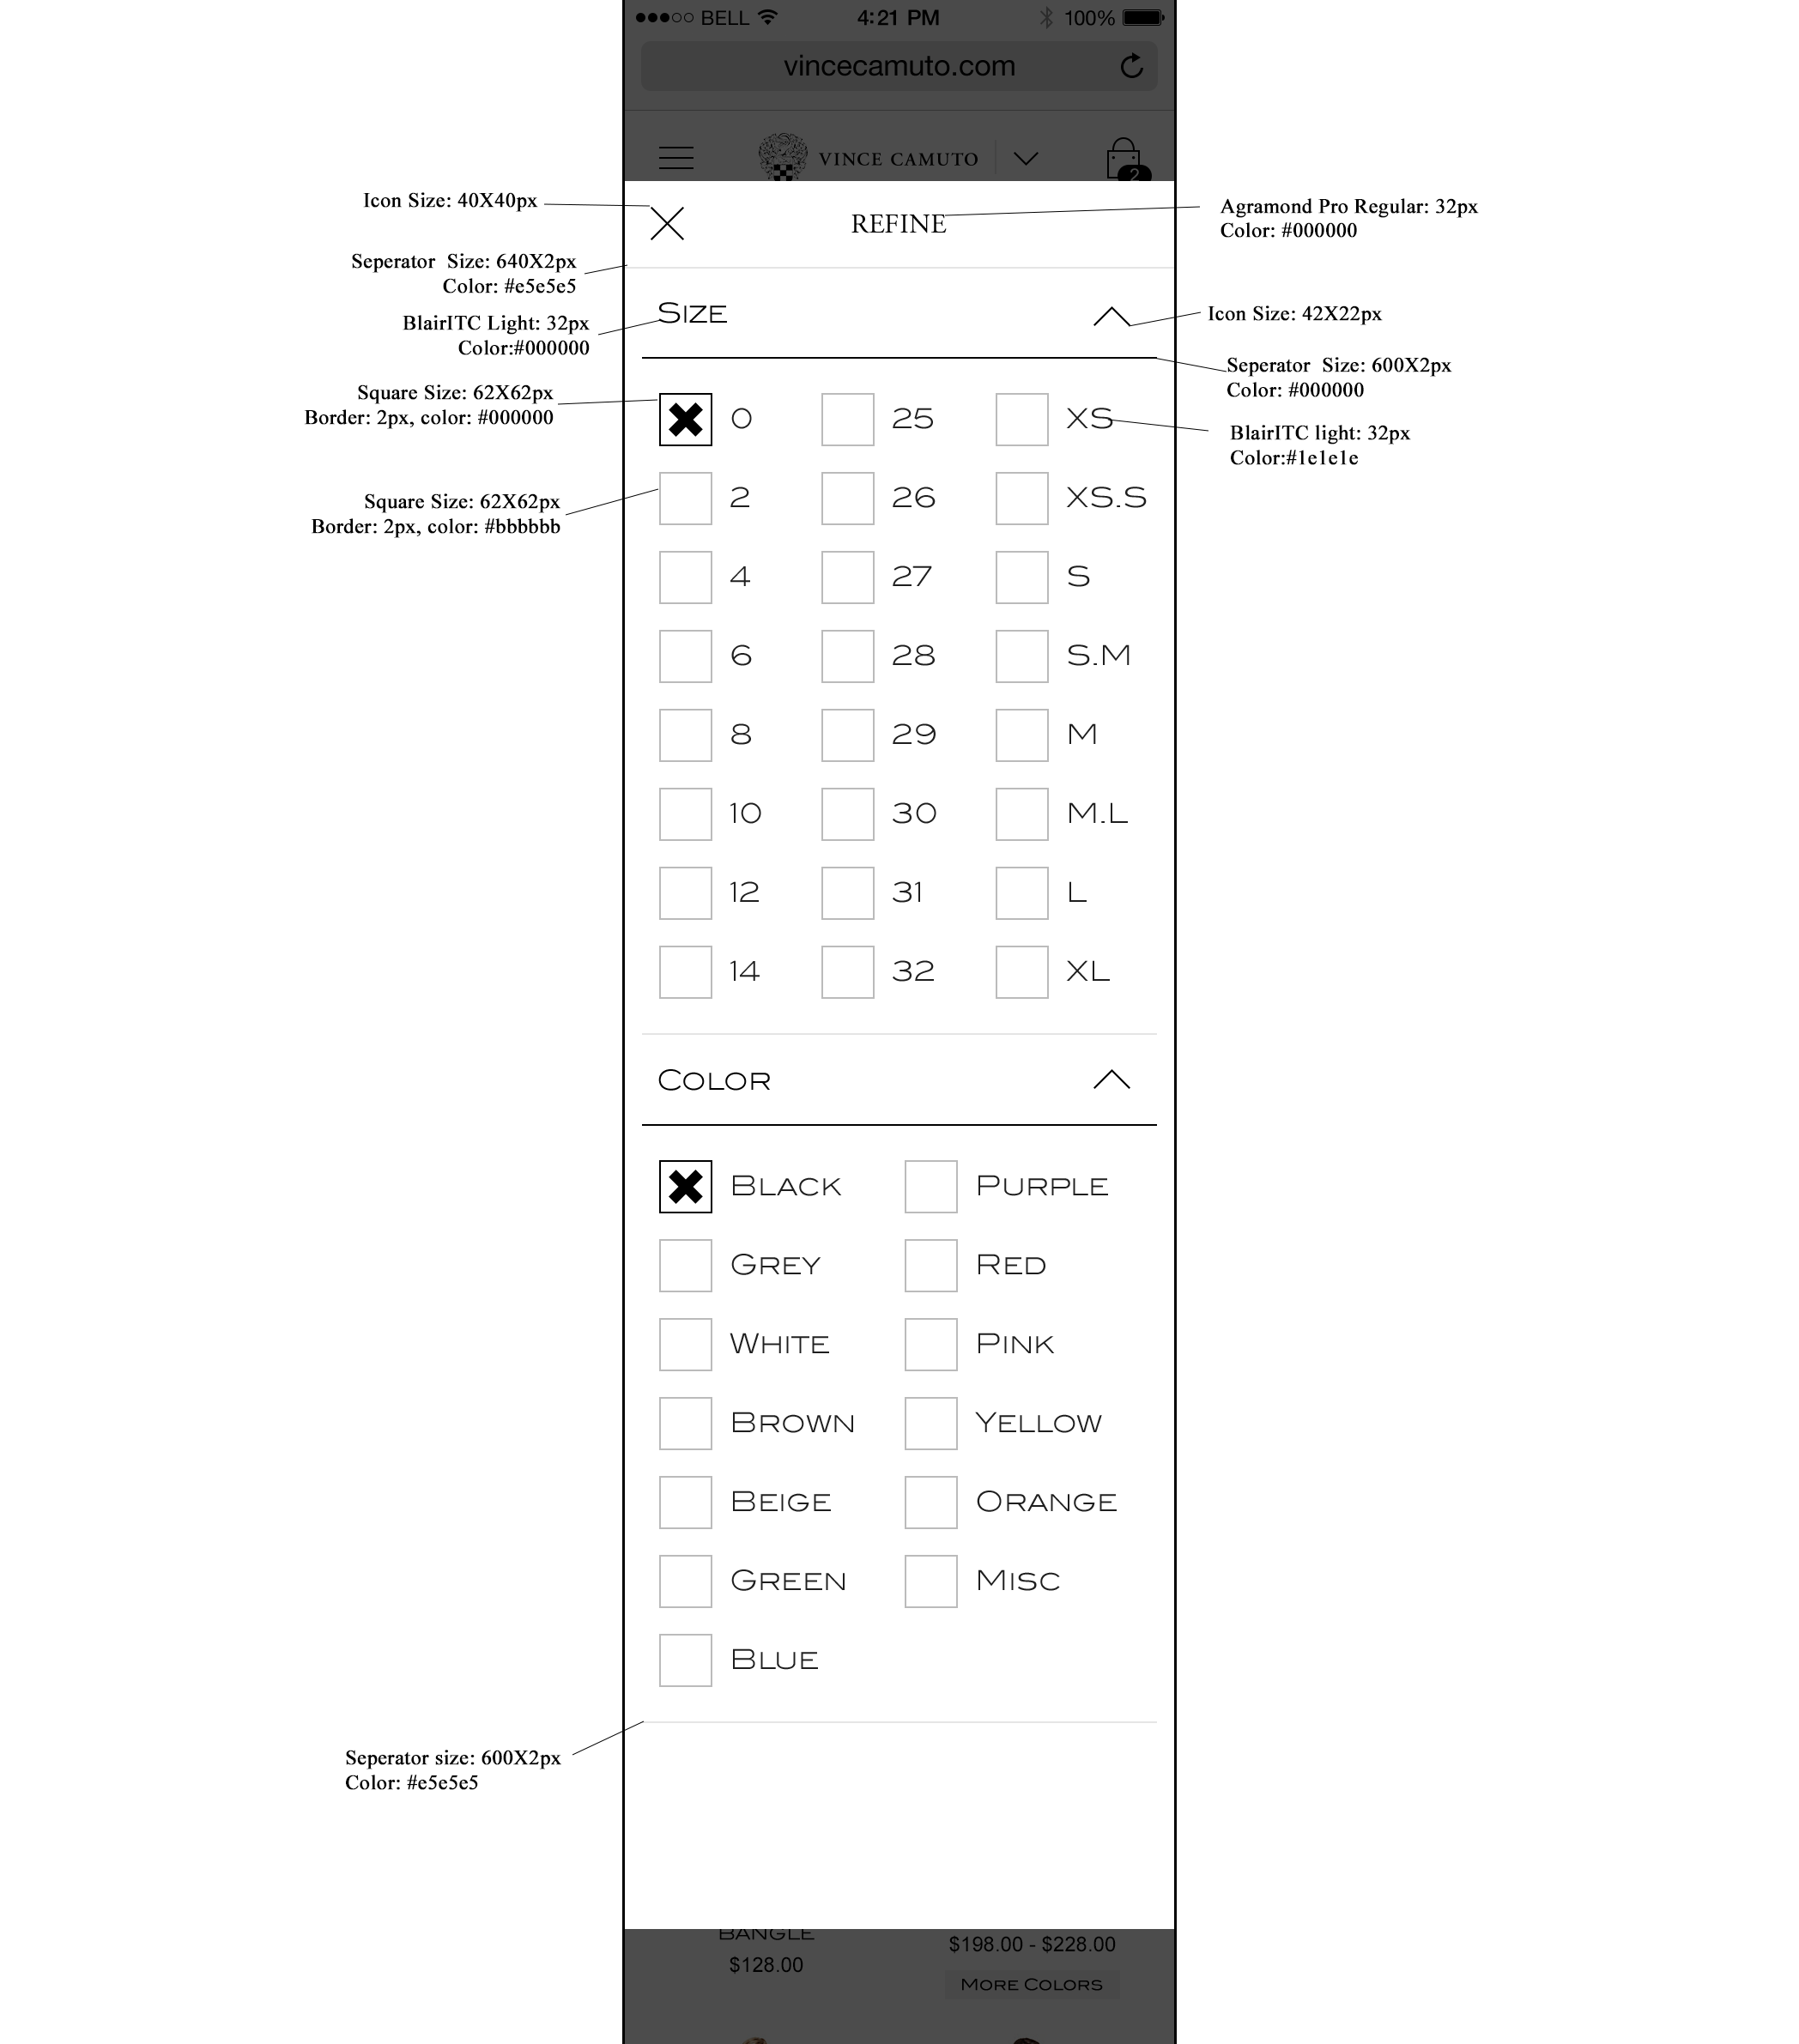 BELL 4:21 PM 100%
vincecamuto.com
VINCE CAMUTO 2
Icon Size: 40X40px
REFINE
Agramond Pro Regular: 32px
Color: #000000
Seperator  Size: 640X2px
Color: #e5e5e5
Size
Icon Size: 42X22px
BlairITC Light: 32px
Color:#000000
Seperator  Size: 600X2px
Color: #000000
Square Size: 62X62px
Border: 2px, color: #000000
0 25 XS
BlairITC light: 32px
Color:#1e1e1e
2 26 XS.S
Square Size: 62X62px
Border: 2px, color: #bbbbbb
4 27 S
6 28 S.M
8 29 M
10 30 M.L
12 31 L
14 32 XL
Color
Black Purple
Grey Red
White Pink
Brown Yellow
Beige Orange
Green Misc
Blue
Seperator size: 600X2px
Color: #e5e5e5
BANGLE
$128.00
$198.00 - $228.00
More Colors